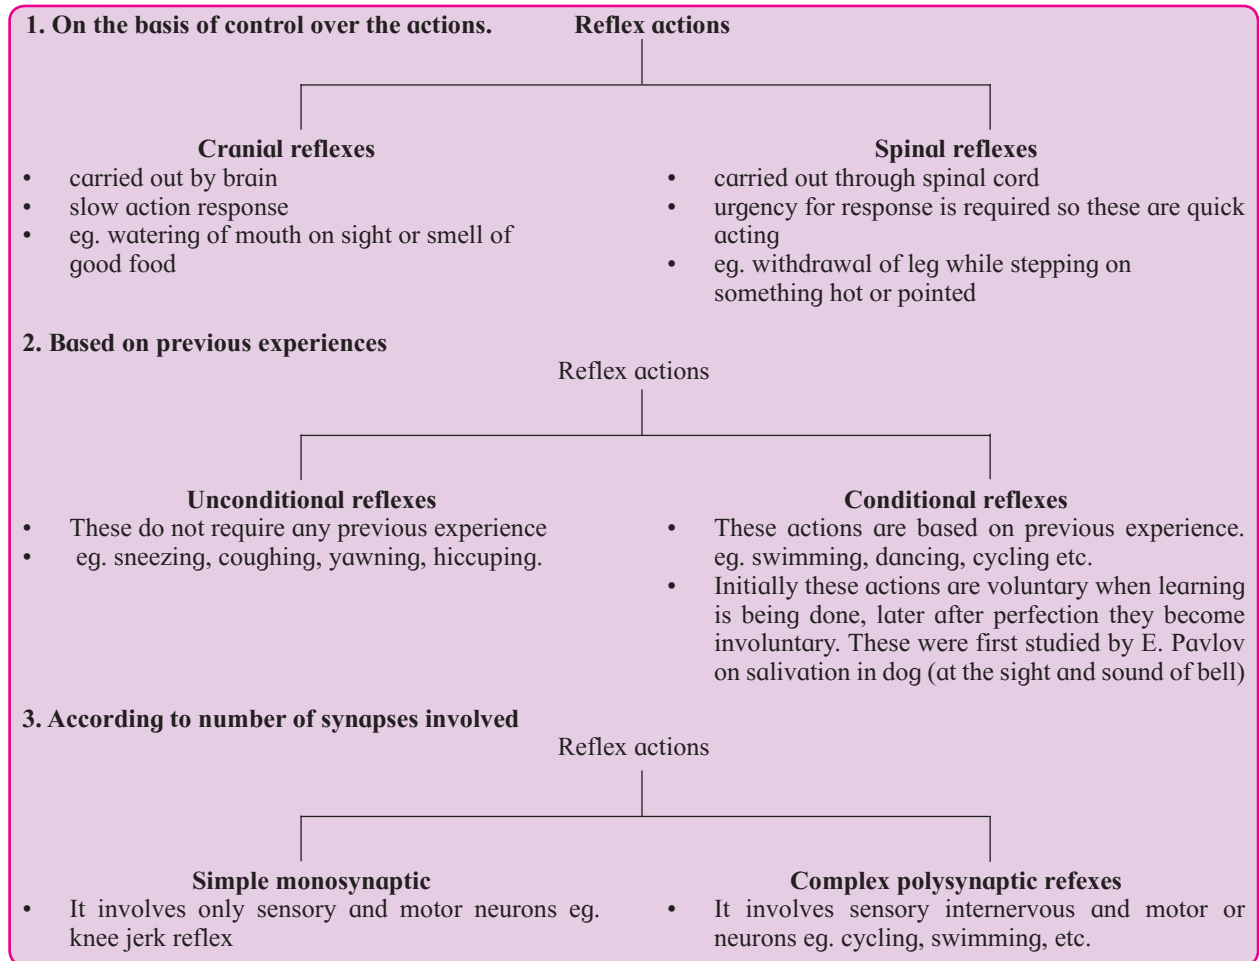 1. On the basis of control over the actions. Reflex actions
Cranial reflexes
• carried out by brain
• slow action response
• eg. watering of mouth on sight or smell of
good food
Spinal reflexes
• carried out through spinal cord
• urgency for response is required so these are quick
acting
• eg. withdrawal of leg while stepping on
something hot or pointed
2. Based on previous experiences
Reflex actions
Unconditional reflexes
• These do not require any previous experience
• eg. sneezing, coughing, yawning, hiccuping.
Conditional reflexes
• These actions are based on previous experience.
eg. swimming, dancing, cycling etc.
• Initially these actions are voluntary when learning
is being done, later after perfection they become
involuntary. These were first studied by E. Pavlov
on salivation in dog (at the sight and sound of bell)
3. According to number of synapses involved
Reflex actions
Simple monosynaptic
• It involves only sensory and motor neurons eg.
knee jerk reflex
Complex polysynaptic refexes
• It involves sensory internervous and motor or
neurons eg. cycling, swimming, etc.